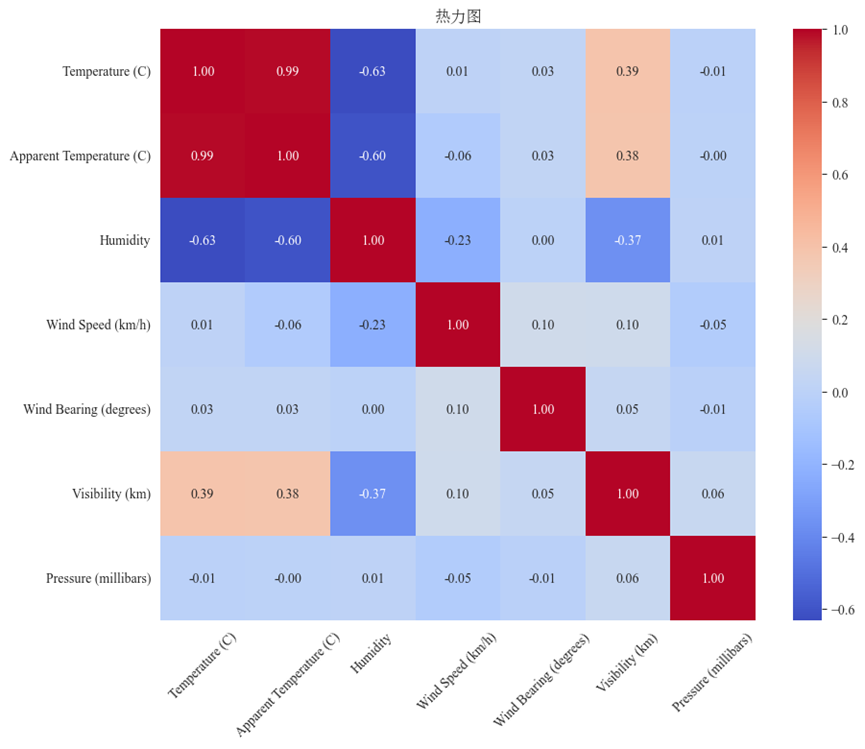 热力图
Temperature (C) 1.00 0.99 -0.63 0.01 0.03 0.39 -0.01
Apparent Temperature (C) 0.99 1.00 -0.60 -0.06 0.03 0.38 -0.00
Humidity -0.63 -0.60 1.00 -0.23 0.00 -0.37 0.01
Wind Speed (km/h) 0.01 -0.06 -0.23 1.00 0.10 0.10 -0.05
Wind Bearing (degrees) 0.03 0.03 0.00 0.10 1.00 0.05 -0.01
Visibility (km) 0.39 0.38 -0.37 0.10 0.05 1.00 0.06
Pressure (millibars) -0.01 -0.00 0.01 -0.05 -0.01 0.06 1.00
Temperature (C)
Apparent Temperature (C)
Humidity
Wind Speed (km/h)
Wind Bearing (degrees)
Visibility (km)
Pressure (millibars)
1.0
0.8
0.6
0.4
0.2
0.0
−0.2
−0.4
−0.6